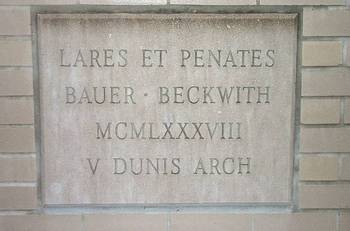 LARES ET PENATES
BAUER · BECKWITH
MCMLXXXVIII
V DUNIS ARCH